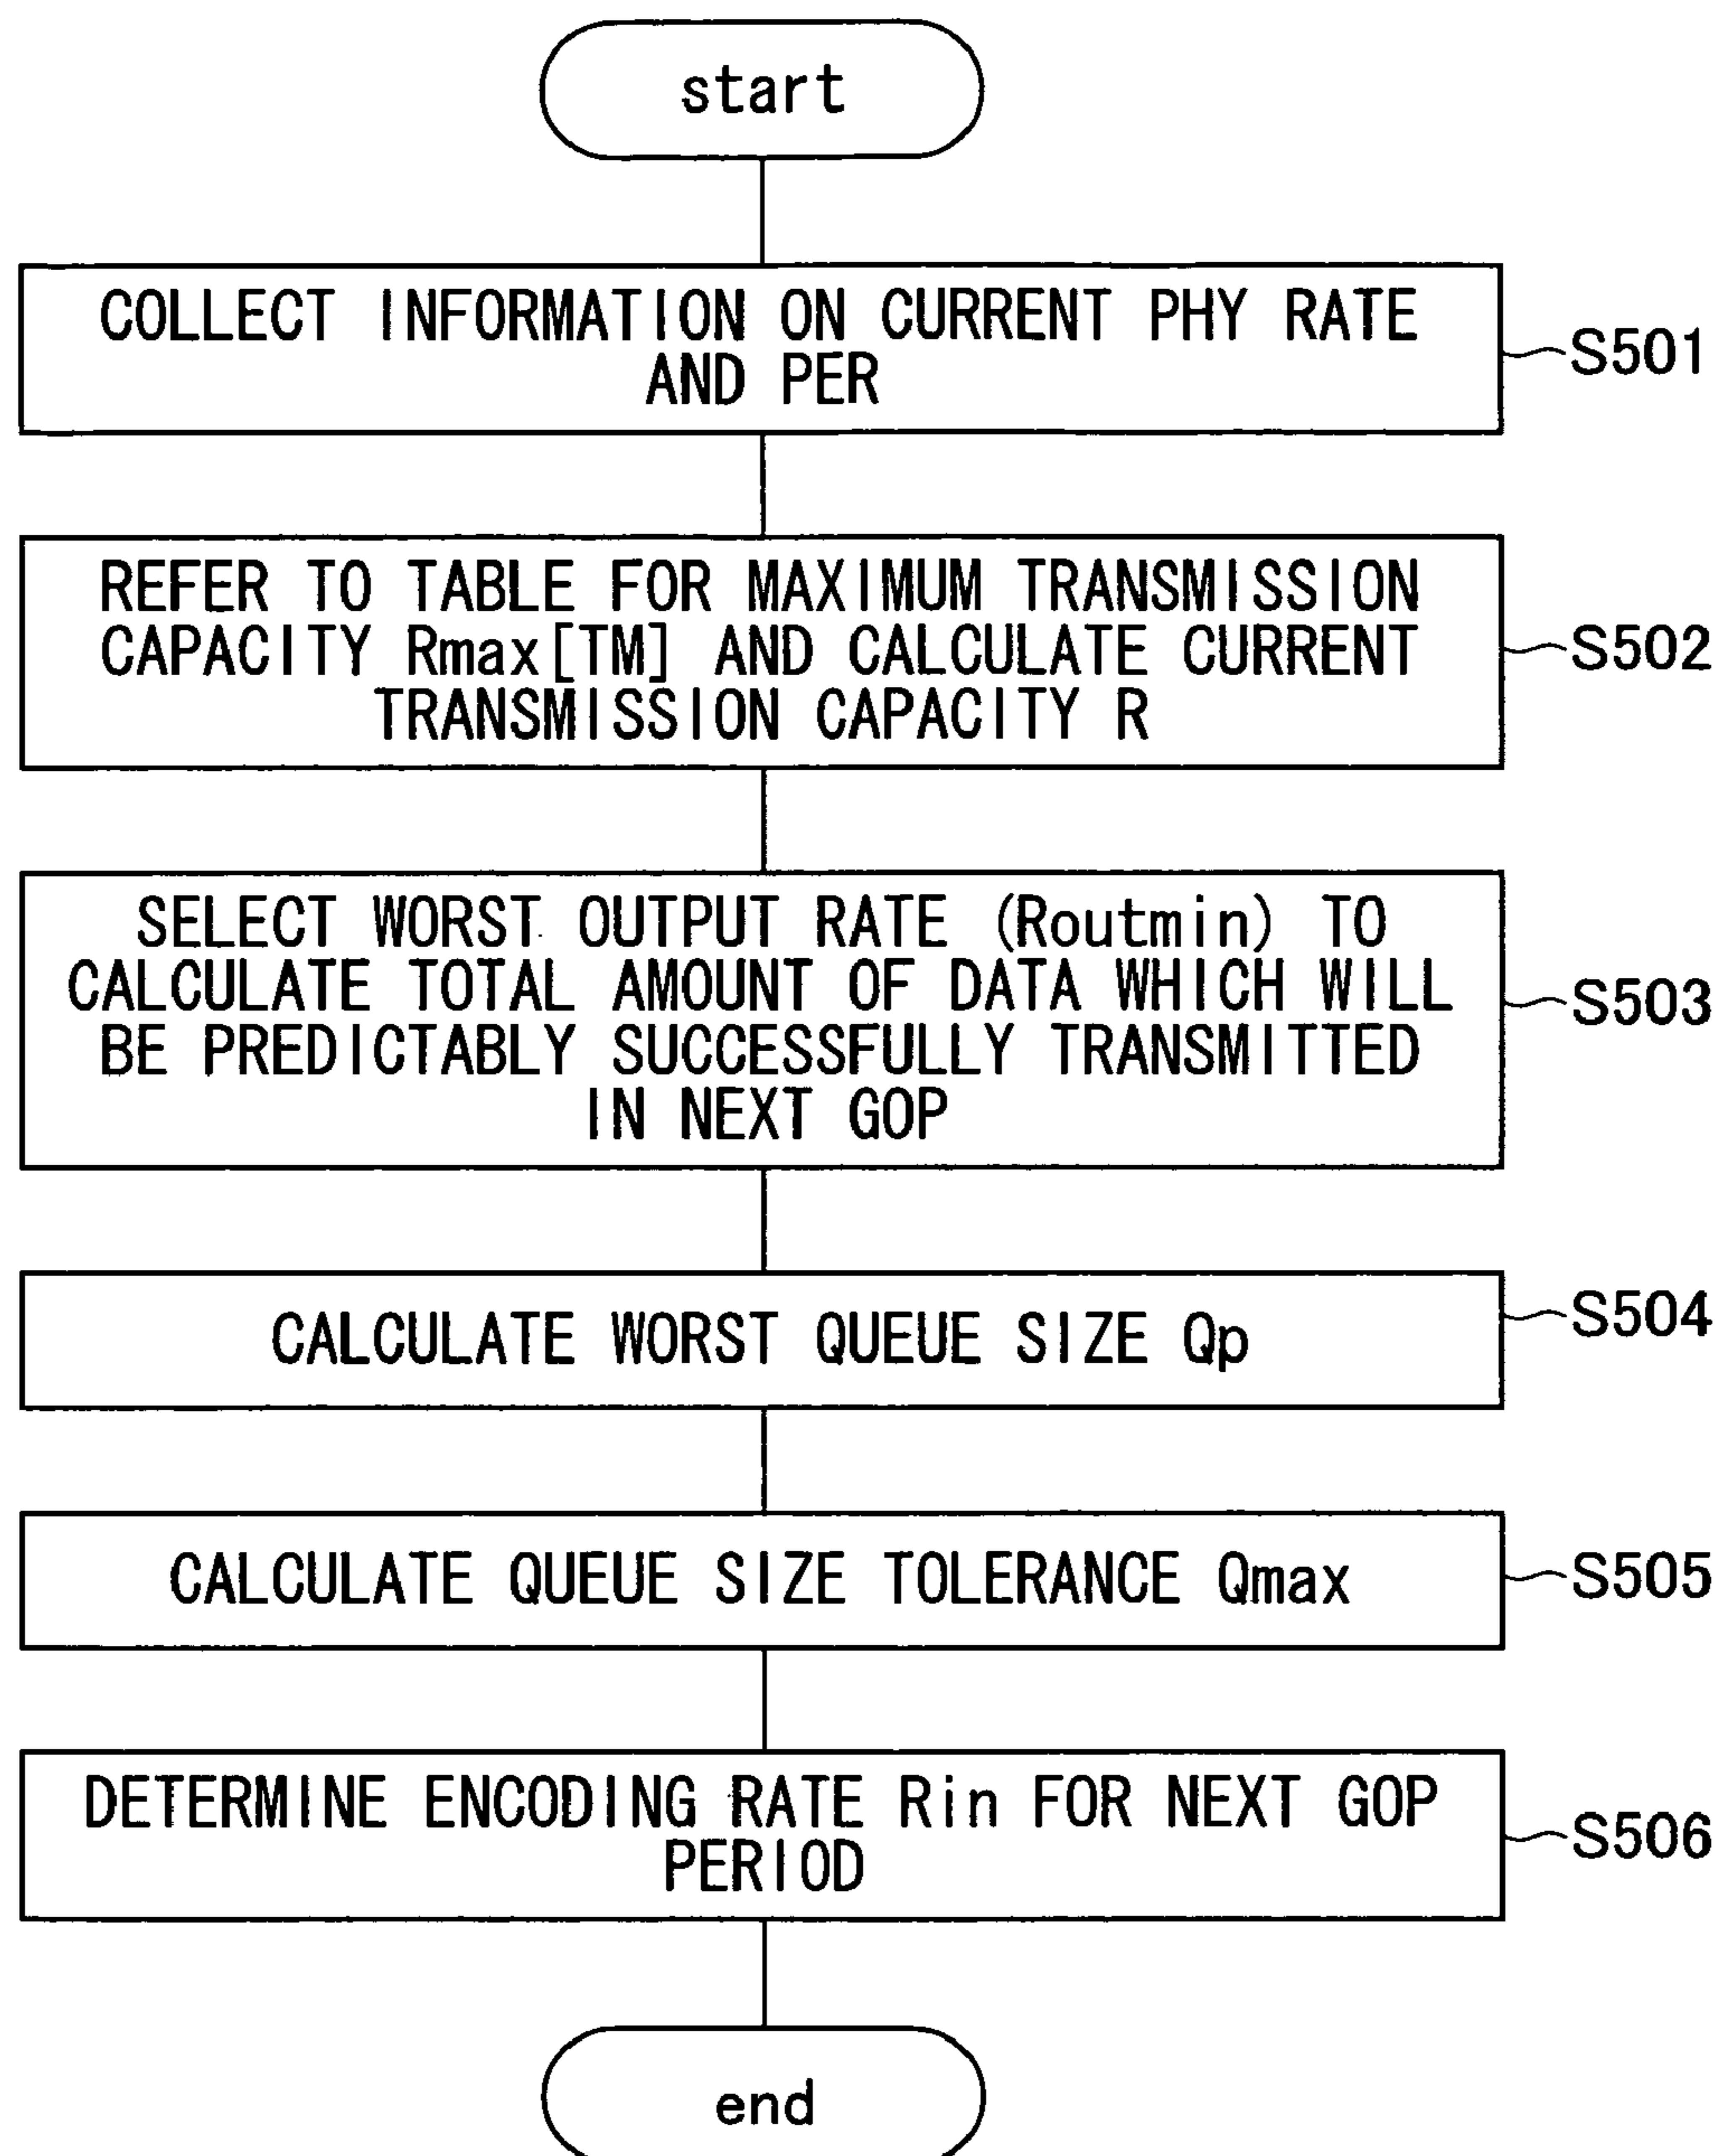 start
COLLECT INFORMATION ON CURRENT PHY RATE
AND PER
S501
REFER TO TABLE FOR MAXIMUM TRANSMISSION
CAPACITY Rmax[TM] AND CALCULATE CURRENT
TRANSMISSION CAPACITY R
S502
SELECT WORST OUTPUT RATE (Routmin) TO
CALCULATE TOTAL AMOUNT OF DATA WHICH WILL
BE PREDICTABLY SUCCESSFULLY TRANSMITTED
IN NEXT GOP
S503
CALCULATE WORST QUEUE SIZE Qp
S504
CALCULATE QUEUE SIZE TOLERANCE Qmax
S505
DETERMINE ENCODING RATE Rin FOR NEXT GOP
PERIOD
S506
end